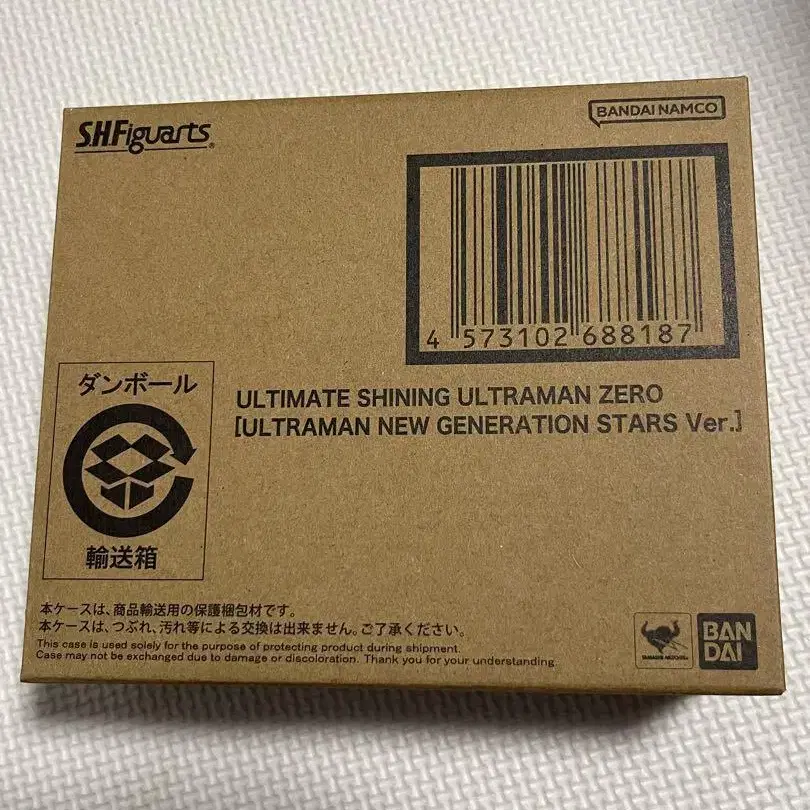 S.H.Figuarts®
BANDAI NAMCO
4 573102 688187
ダンボール
輸送箱
ULTIMATE SHINING ULTRAMAN ZERO
[ULTRAMAN NEW GENERATION STARS Ver.]
本ケースは、商品輸送用の保護梱包材です。
本ケースは、つぶれ、汚れ等による交換は出来ません。ご了承ください。
This case is used solely for the purpose of protecting product during shipment.
Case may not be exchanged due to damage or discoloration. Thank you for your understanding.
BAN
DAI